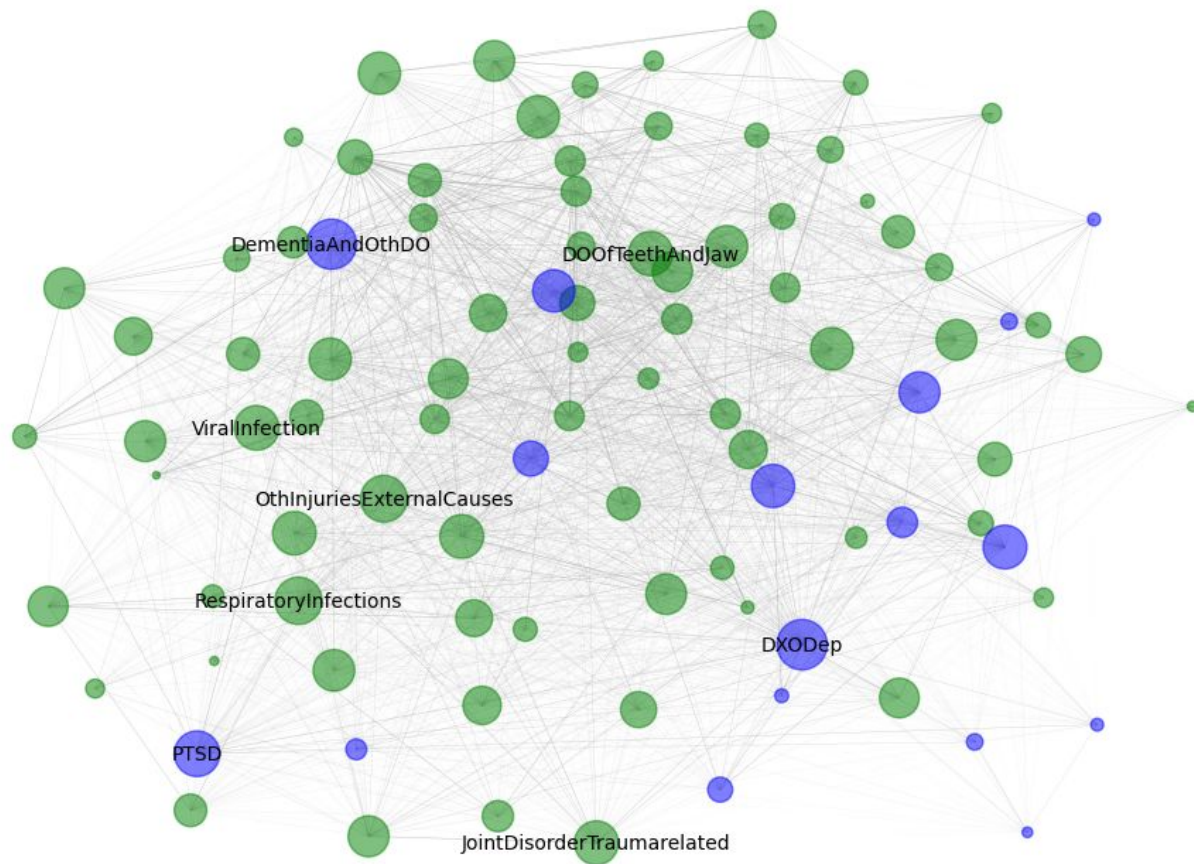 DementiaAndOthDO
DOOfTeethAndJaw
ViralInfection
OthInjuriesExternalCauses
RespiratoryInfections
DXODep
PTSD
JointDisorderTraumarelated